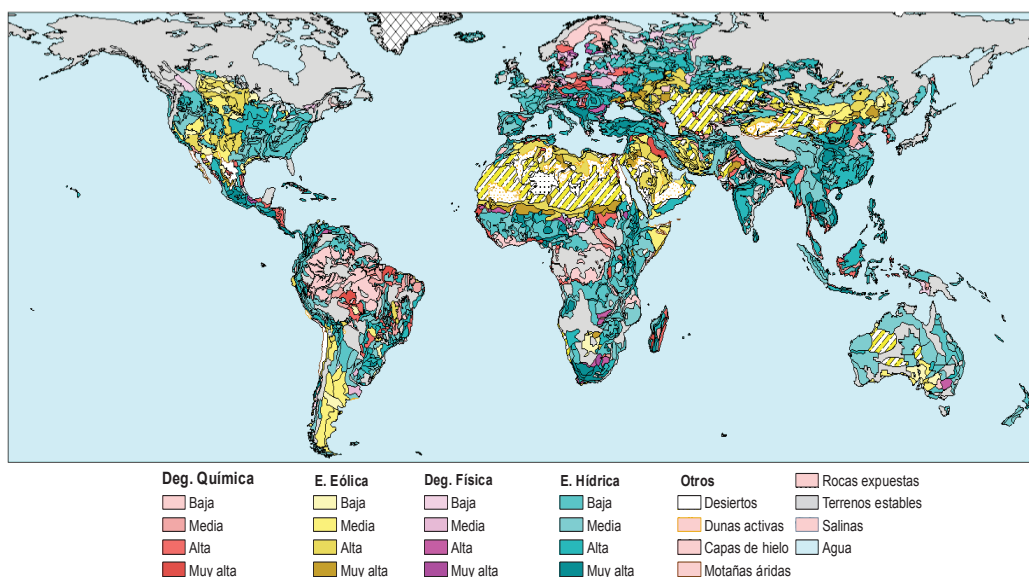 Deg. Química
Baja
Media
Alta
Muy alta
E. Eólica
Baja
Media
Alta
Muy alta
Deg. Física
Baja
Media
Alta
Muy alta
E. Hídrica
Baja
Media
Alta
Muy alta
Otros
Desiertos
Dunas activas
Capas de hielo
Motañas áridas
Rocas expuestas
Terrenos estables
Salinas
Agua